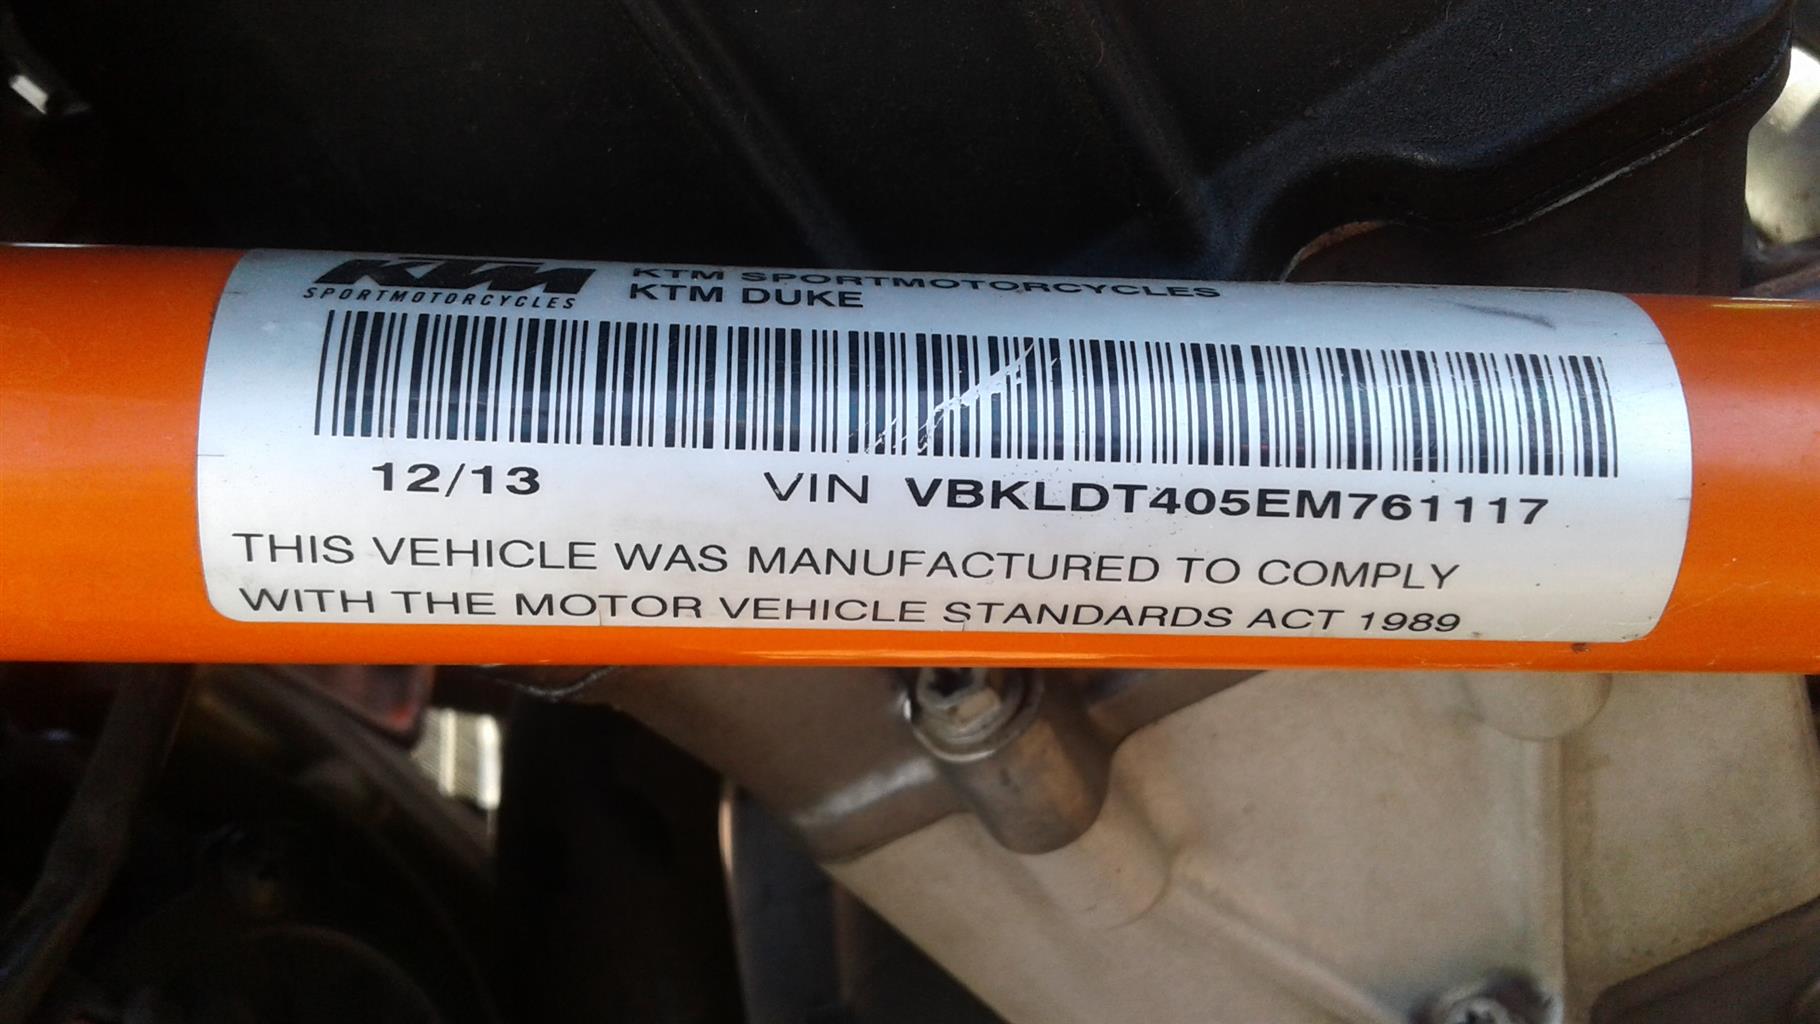 KTM
SPORTMOTORCYCLES
KTM SPORTMOTORCYCLES
KTM DUKE
12/13 VIN VBKLDT405EM761117
THIS VEHICLE WAS MANUFACTURED TO COMPLY
WITH THE MOTOR VEHICLE STANDARDS ACT 1989